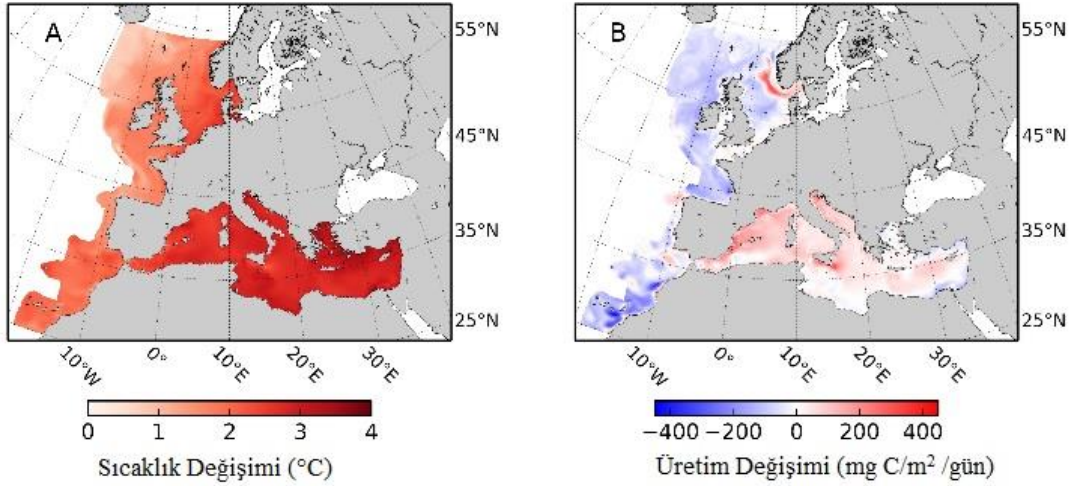 A
55°N
45°N
35°N
25°N
10°W
0°
10°E
20°E
30°E
0 1 2 3 4
Sıcaklık Değişimi (°C)
B
55°N
45°N
35°N
25°N
10°W
0°
10°E
20°E
30°E
−400 −200 0 200 400
Üretim Değişimi (mg C/m² /gün)